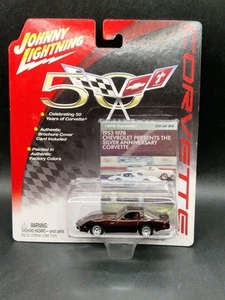 JOHNNY
LIGHTNING
50
CORVETTE
• Celebrating 50
Years of Corvette®
• Authentic
Brochure Cover
Card Included
• Painted in
Authentic
Factory Colors
1953-1978
CHEVROLET PRESENTS THE
SILVER ANNIVERSARY
CORVETTE
WARNING: